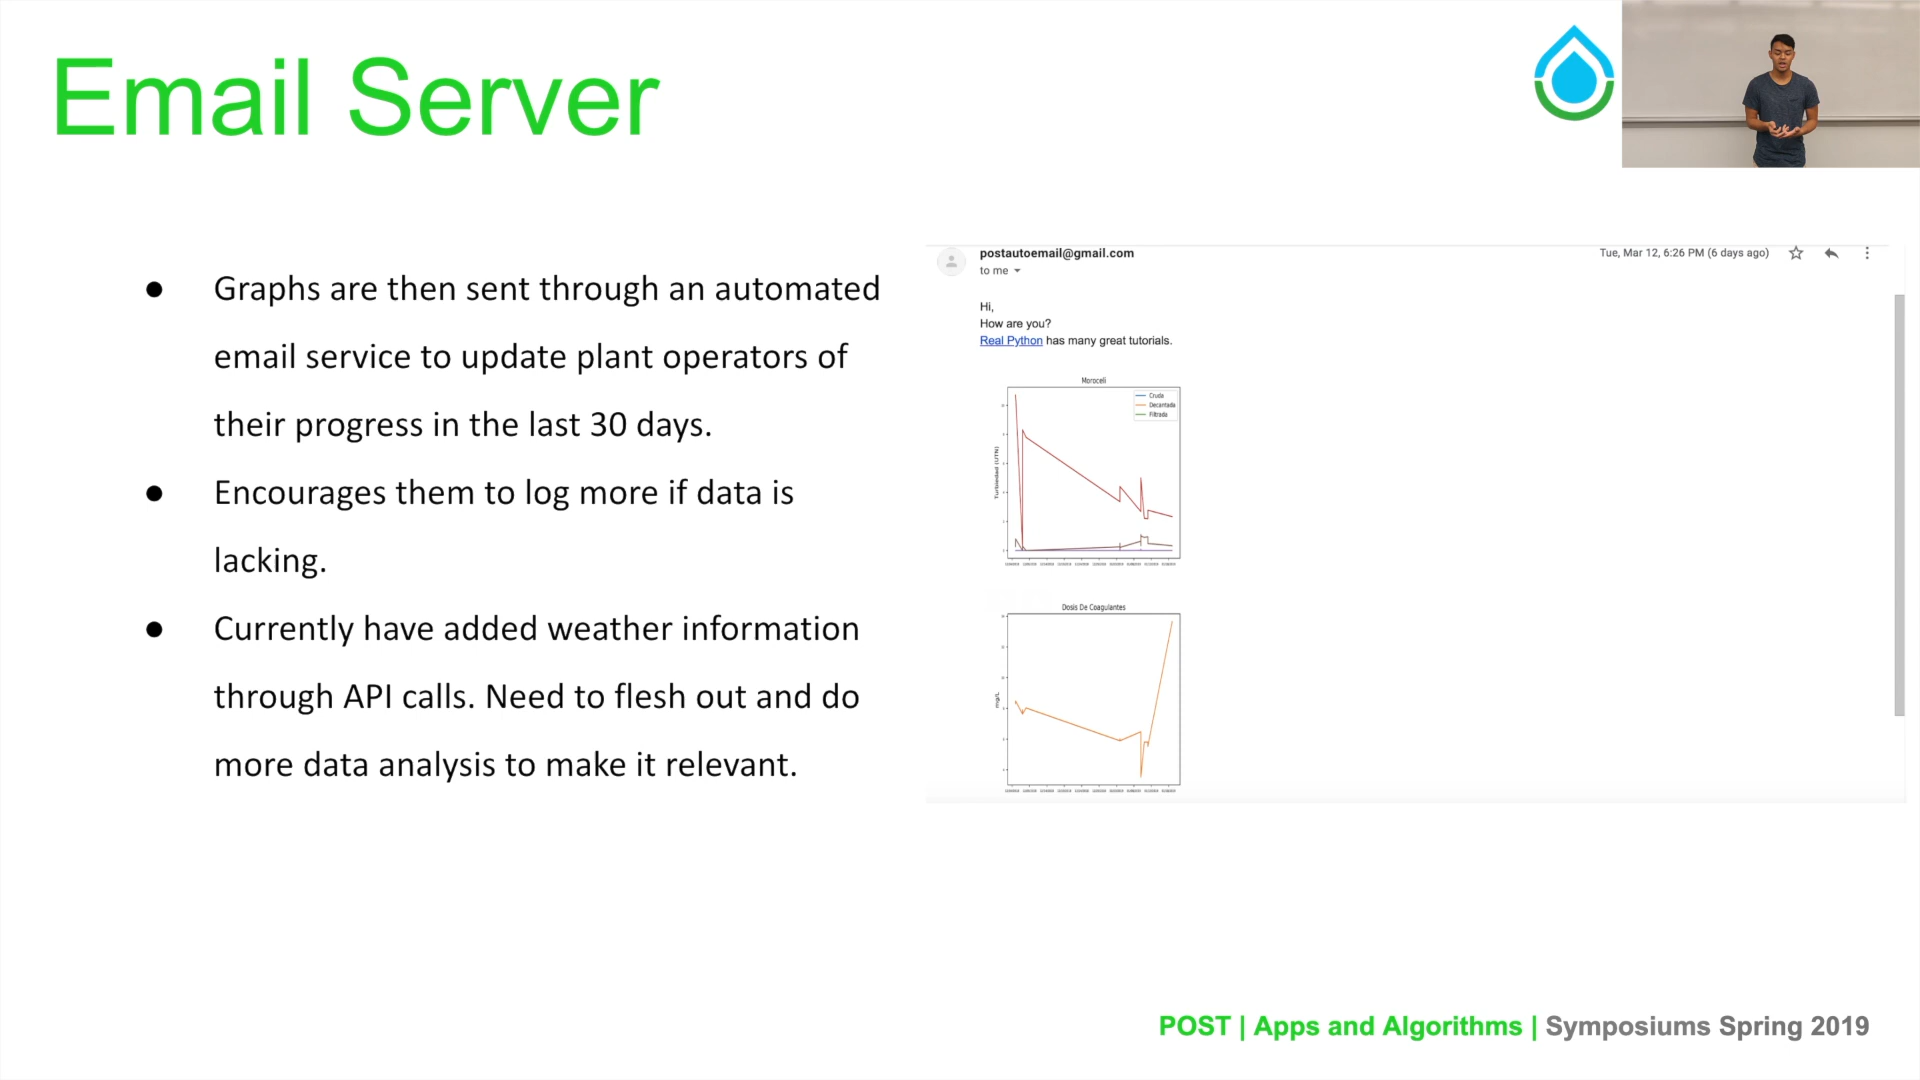 Email Server
● Graphs are then sent through an automated
email service to update plant operators of
their progress in the last 30 days.
● Encourages them to log more if data is
lacking.
● Currently have added weather information
through API calls. Need to flesh out and do
more data analysis to make it relevant.
postautoemail@gmail.com
Tue, Mar 12, 6:26 PM (6 days ago)
to me
Hi,
How are you?
Real Python has many great tutorials.
Moroceli
Cruda
Decantada
Filtrada
Turbiedad (UTN)
Dosis De Coagulantes
mg/L
POST | Apps and Algorithms | Symposiums Spring 2019